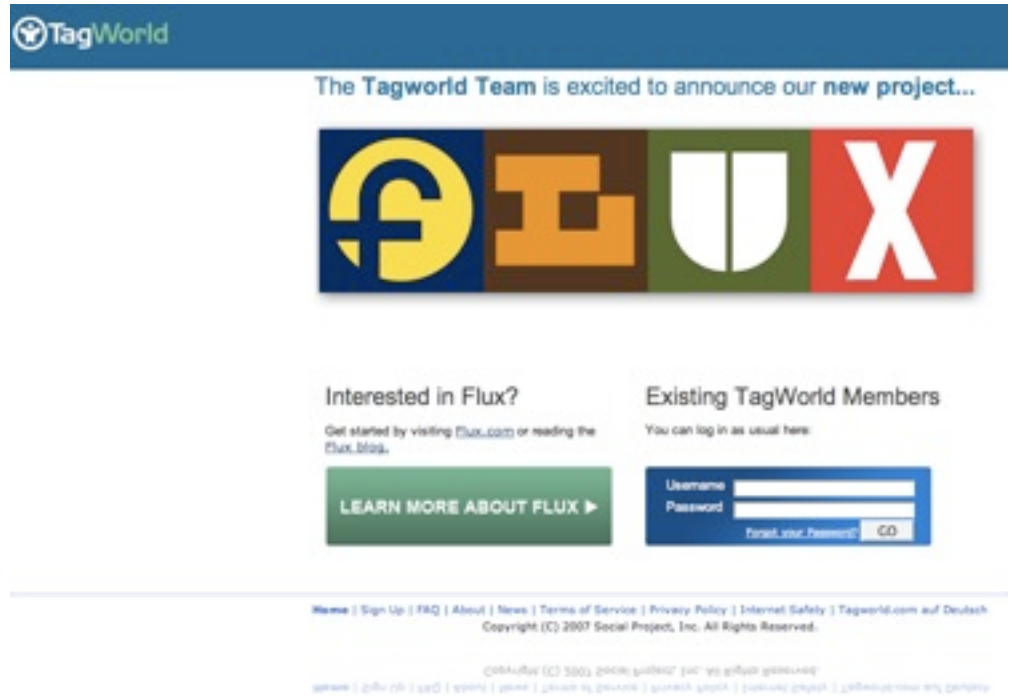 TagWorld
The Tagworld Team is excited to announce our new project...
fLUX
Interested in Flux?
Get started by visiting Flux.com or reading the
Flux blog.
LEARN MORE ABOUT FLUX ▶
Existing TagWorld Members
You can log in as usual here:
Username
Password
Forgot your Password? GO
Home | Sign Up | FAQ | About | News | Terms of Service | Privacy Policy | Internet Safety | Tagworld.com auf Deutsch
Copyright (C) 2007 Social Project, Inc. All Rights Reserved.